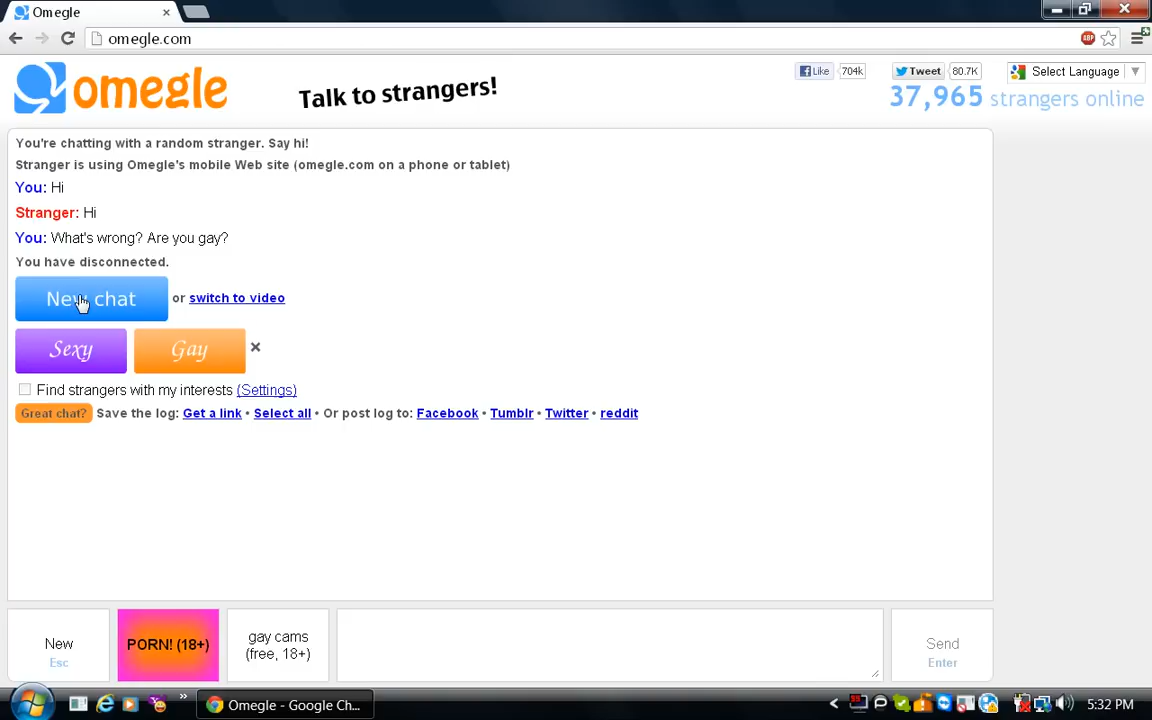 Omegle
omegle.com
ABP
omegle
Talk to strangers!
Like 704k
Tweet 80.7K
Select Language
37,965 strangers online
You're chatting with a random stranger. Say hi!
Stranger is using Omegle's mobile Web site (omegle.com on a phone or tablet)
You: Hi
Stranger: Hi
You: What's wrong? Are you gay?
You have disconnected.
New chat or switch to video
Sexy Gay
Find strangers with my interests (Settings)
Great chat? Save the log: Get a link • Select all • Or post log to: Facebook • Tumblr • Twitter • reddit
New
Esc
PORN! (18+)
gay cams
(free, 18+)
Send
Enter
Omegle - Google Ch...
5:32 PM